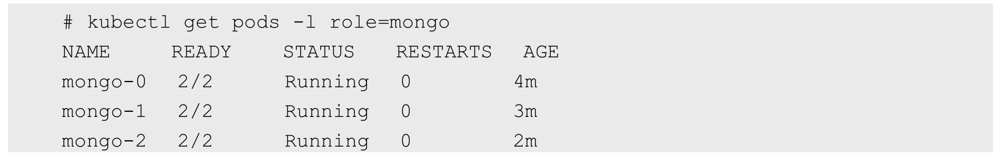 # kubectl get pods -l role=mongo
NAME READY STATUS RESTARTS AGE
mongo-0 2/2 Running 0 4m
mongo-1 2/2 Running 0 3m
mongo-2 2/2 Running 0 2m